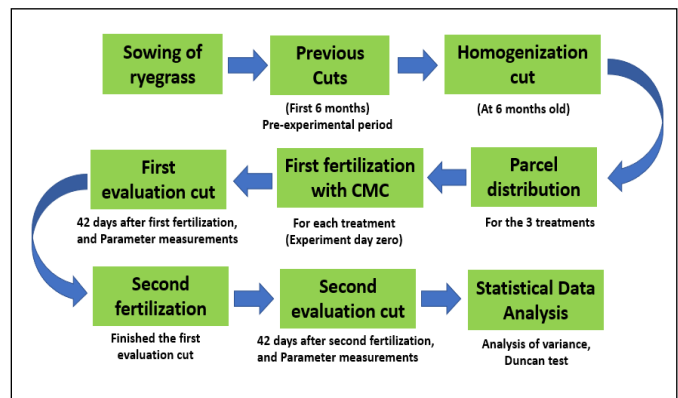 Sowing of
ryegrass
Previous
Cuts
(First 6 months)
Pre-experimental period
Homogenization
cut
(At 6 months old)
Parcel
distribution
For the 3 treatments
First fertilization
with CMC
For each treatment
(Experiment day zero)
First
evaluation cut
42 days after first fertilization,
and Parameter measurements
Second
fertilization
Finished the first
evaluation cut
Second
evaluation cut
42 days after second fertilization,
and Parameter measurements
Statistical Data
Analysis
Analysis of variance,
Duncan test